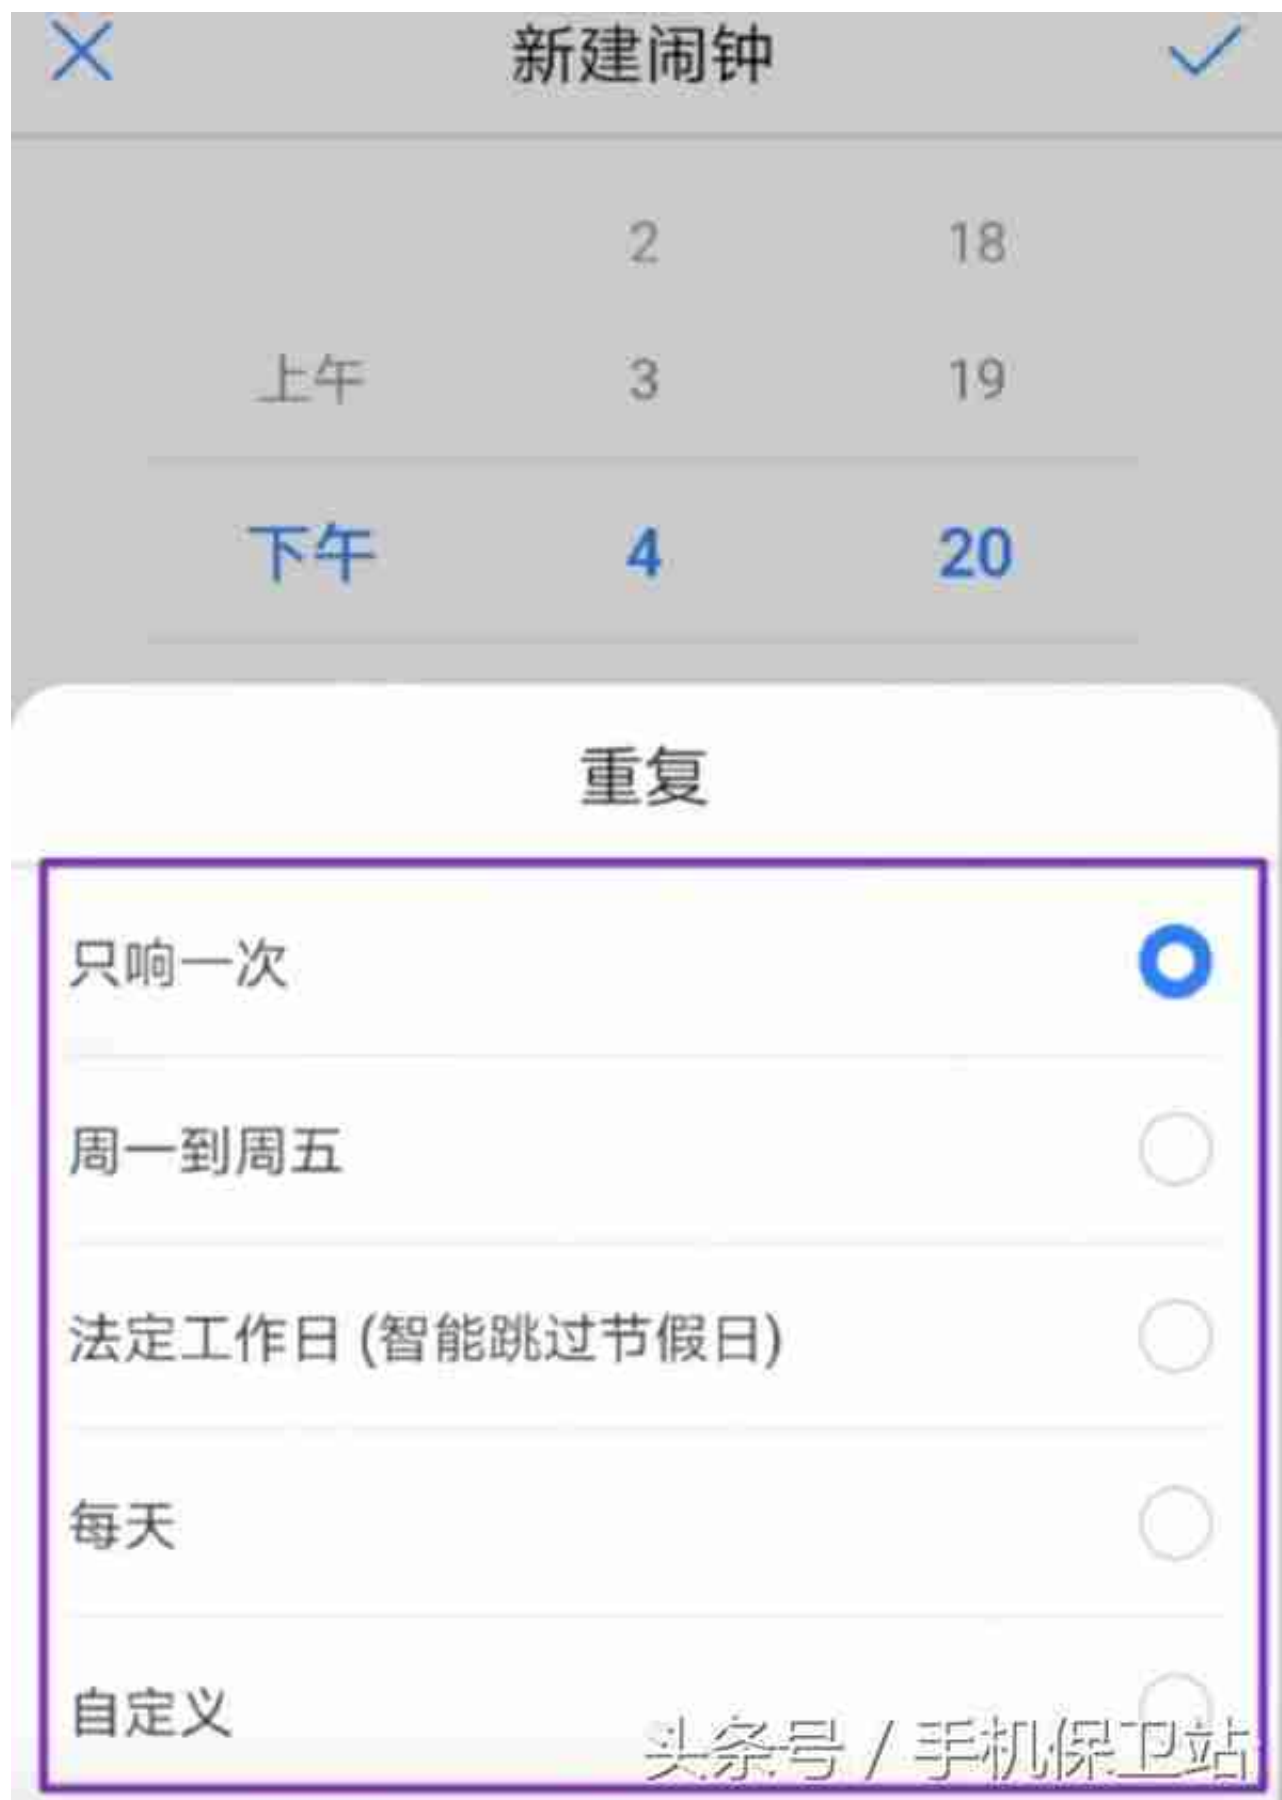 新建闹钟
2 18
上午 3 19
下午 4 20
重复
只响一次
周一到周五
法定工作日 (智能跳过节假日)
每天
自定义
头条号 / 手机保卫站